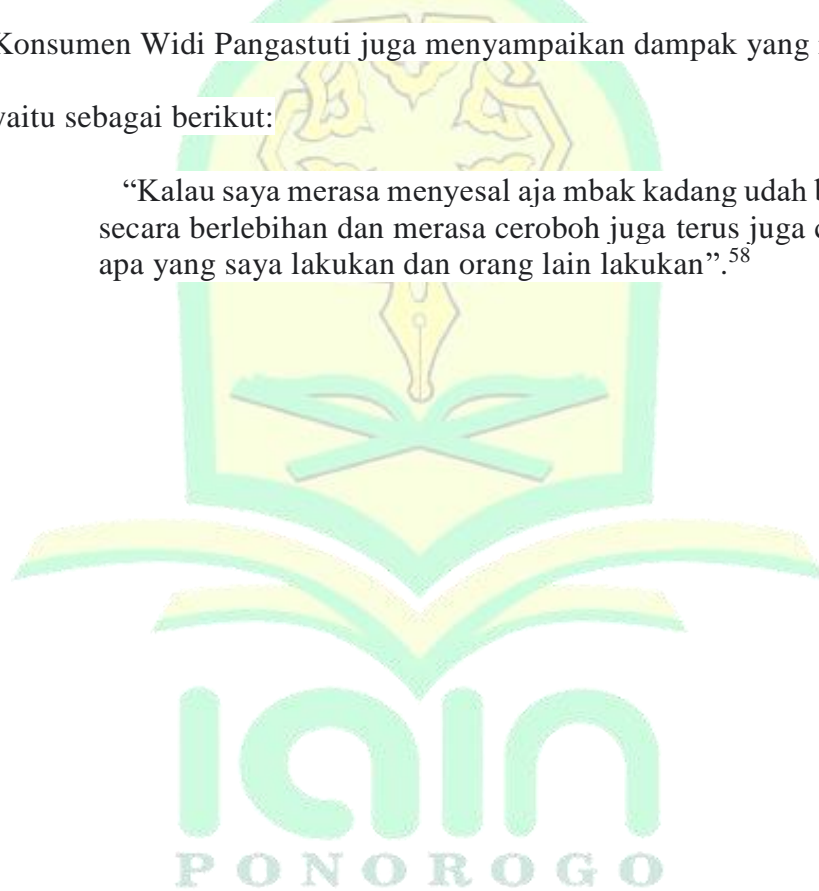 Konsumen Widi Pangastuti juga menyampaikan dampak yang
yaitu sebagai berikut:
“Kalau saya merasa menyesal aja mbak kadang udah
secara berlebihan dan merasa ceroboh juga terus juga
apa yang saya lakukan dan orang lain lakukan”.58
iain
PONOROGO